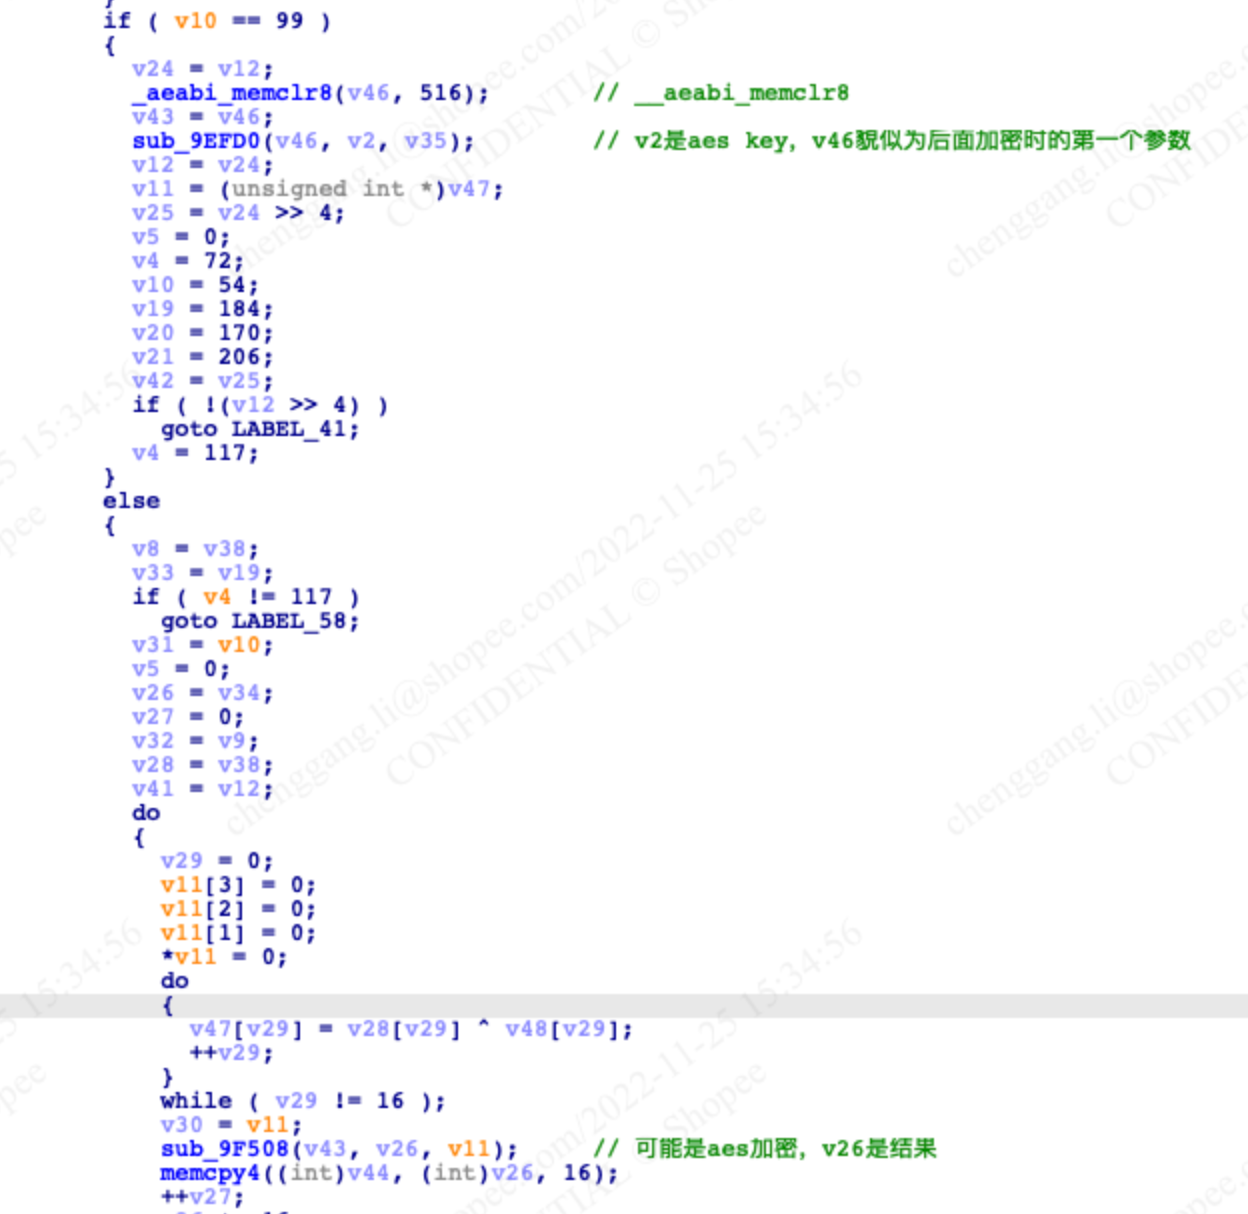 }
if ( v10 == 99 )
{
v24 = v12;
_aeabi_memclr8(v46, 516); // __aeabi_memclr8
v43 = v46;
sub_9EFD0(v46, v2, v35); // v2是aes key, v46貌似为后面加密时的第一个参数
v12 = v24;
v11 = (unsigned int *)v47;
v25 = v24 >> 4;
v5 = 0;
v4 = 72;
v10 = 54;
v19 = 184;
v20 = 170;
v21 = 206;
v42 = v25;
if ( !(v12 >> 4) )
goto LABEL_41;
v4 = 117;
}
else
{
v8 = v38;
v33 = v19;
if ( v4 != 117 )
goto LABEL_58;
v31 = v10;
v5 = 0;
v26 = v34;
v27 = 0;
v32 = v9;
v28 = v38;
v41 = v12;
do
{
v29 = 0;
v11[3] = 0;
v11[2] = 0;
v11[1] = 0;
*v11 = 0;
do
{
v47[v29] = v28[v29] ^ v48[v29];
++v29;
}
while ( v29 != 16 );
v30 = v11;
sub_9F508(v43, v26, v11); // 可能是aes加密, v26是结果
memcpy4((int)v44, (int)v26, 16);
++v27;
chenggang.li@shopee.com/2022-11-25 15:34:56
CONFIDENTIAL © Shopee